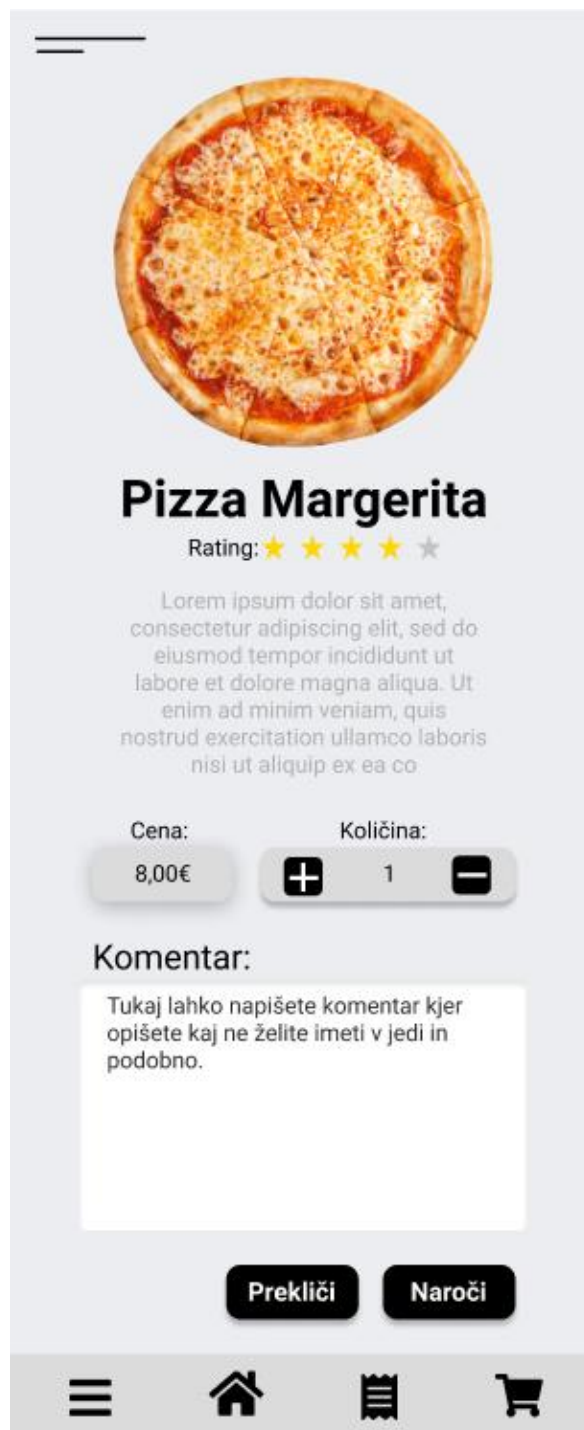 Pizza Margerita
Rating:
Lorem ipsum dolor sit amet,
consectetur adipiscing elit, sed do
eiusmod tempor incididunt ut
labore et dolore magna aliqua. Ut
enim ad minim veniam, quis
nostrud exercitation ullamco laboris
nisi ut aliquip ex ea co
Cena: Količina:
8,00€ 1
Komentar:
Tukaj lahko napišete komentar kjer
opišete kaj ne želite imeti v jedi in
podobno.
Prekliči Naroči